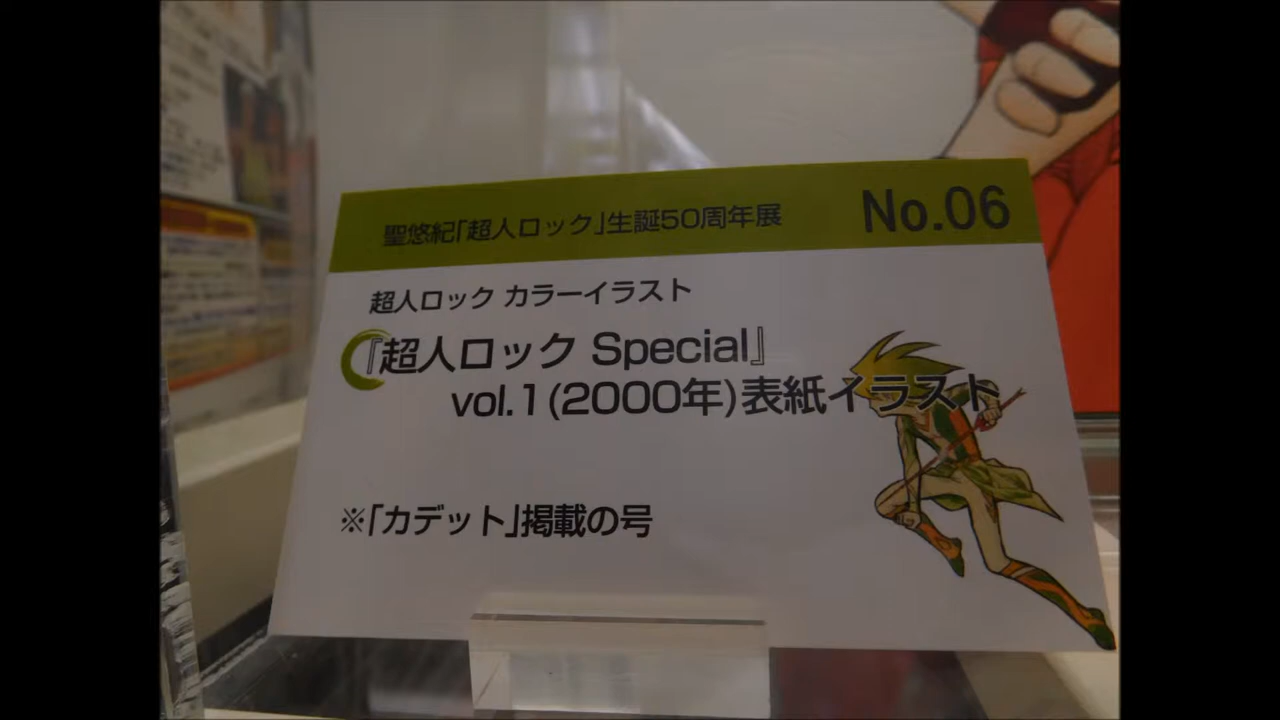 聖悠紀「超人ロック」生誕50周年展
No.06
超人ロック カラーイラスト
『超人ロック Special』
vol.1(2000年)表紙イラスト
※「カデット」掲載の号